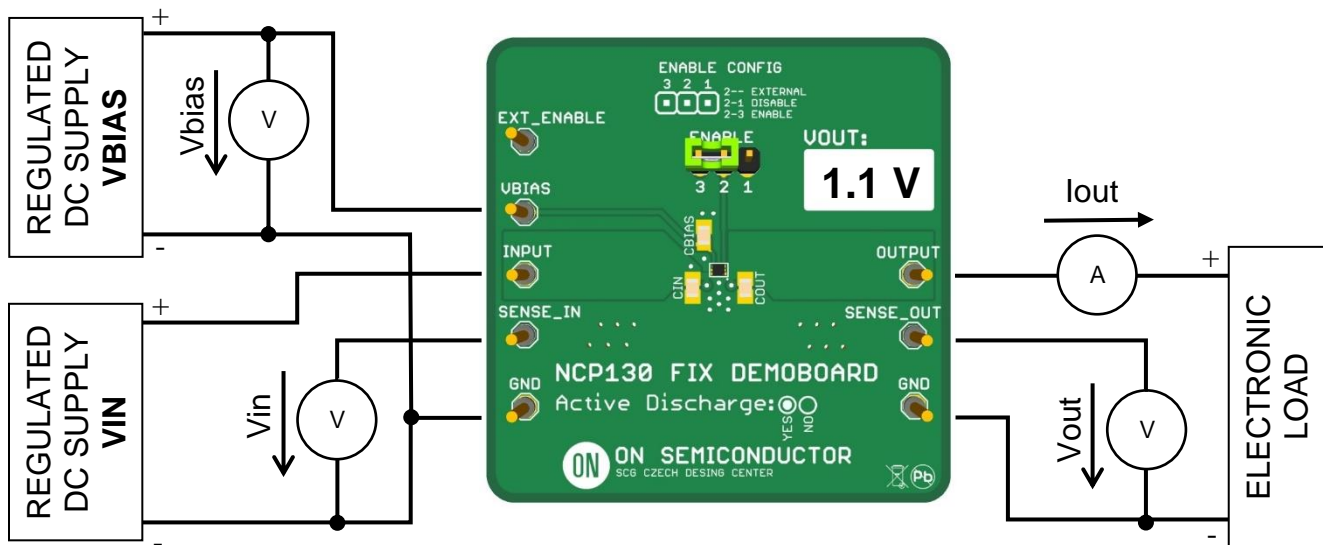 REGULATED
DC SUPPLY
VBIAS
+
-
Vbias
V
REGULATED
DC SUPPLY
VIN
+
-
Vin
V
ENABLE CONFIG
3 2 1
2-- EXTERNAL
2-1 DISABLE
2-3 ENABLE
EXT_ENABLE
ENABLE
3 2 1
VOUT:
1.1 V
VBIAS
CBIAS
INPUT
OUTPUT
CIN
COUT
SENSE_IN
SENSE_OUT
NCP130 FIX DEMOBOARD
GND
GND
Active Discharge:
YES
NO
ON
ON SEMICONDUCTOR
SCG CZECH DESING CENTER
Pb
Iout
A
+
-
Vout
V
ELECTRONIC
LOAD